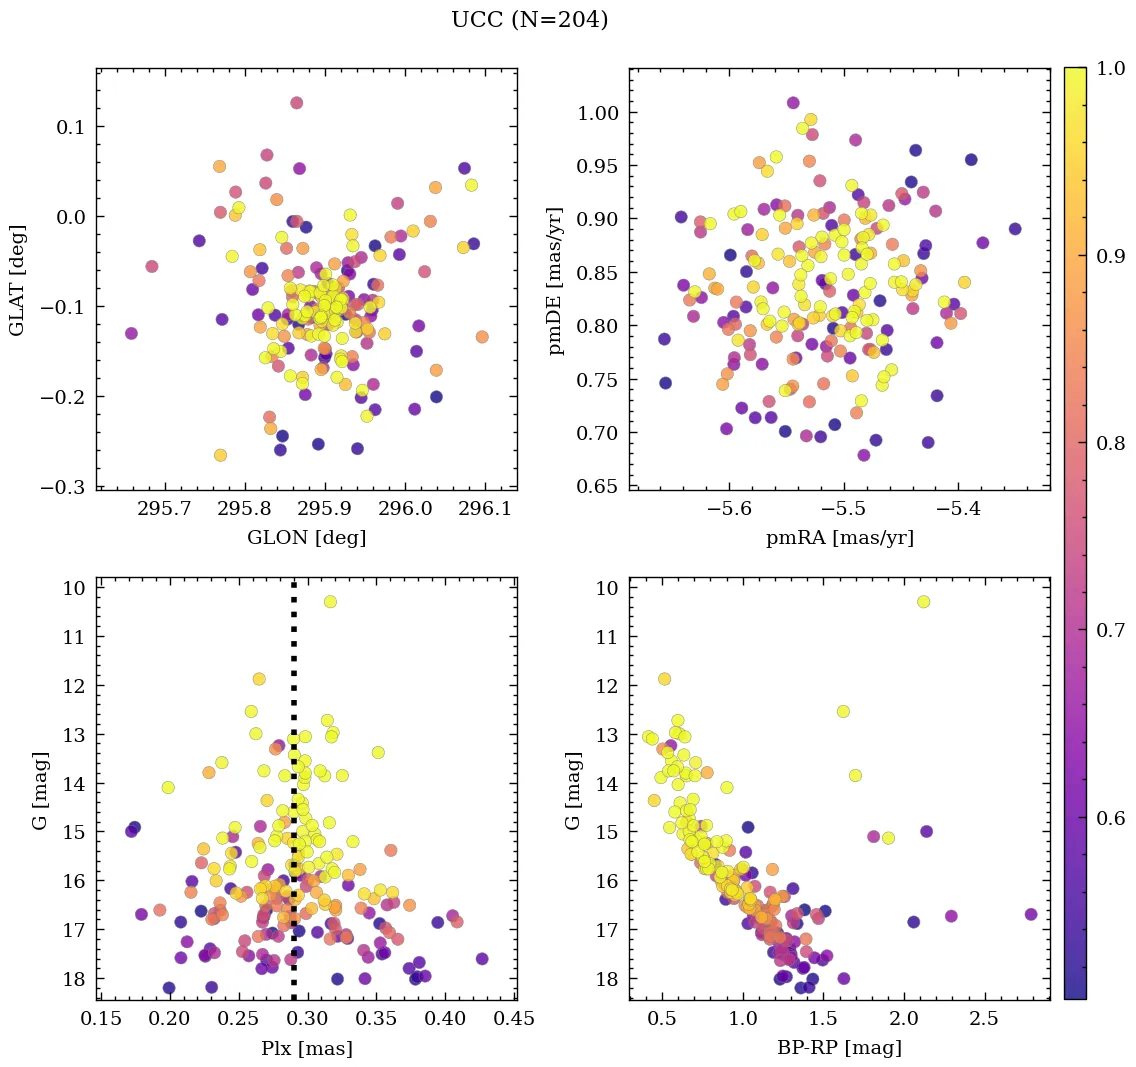 UCC (N=204)
0.1
0.0
−0.1
−0.2
−0.3
295.7 295.8 295.9 296.0 296.1
GLON [deg]
GLAT [deg]
1.00
0.95
0.90
0.85
0.80
0.75
0.70
0.65
−5.6 −5.5 −5.4
pmRA [mas/yr]
pmDE [mas/yr]
1.0
0.9
0.8
0.7
0.6
10
11
12
13
14
15
16
17
18
0.15 0.20 0.25 0.30 0.35 0.40 0.45
Plx [mas]
G [mag]
10
11
12
13
14
15
16
17
18
0.5 1.0 1.5 2.0 2.5
BP-RP [mag]
G [mag]